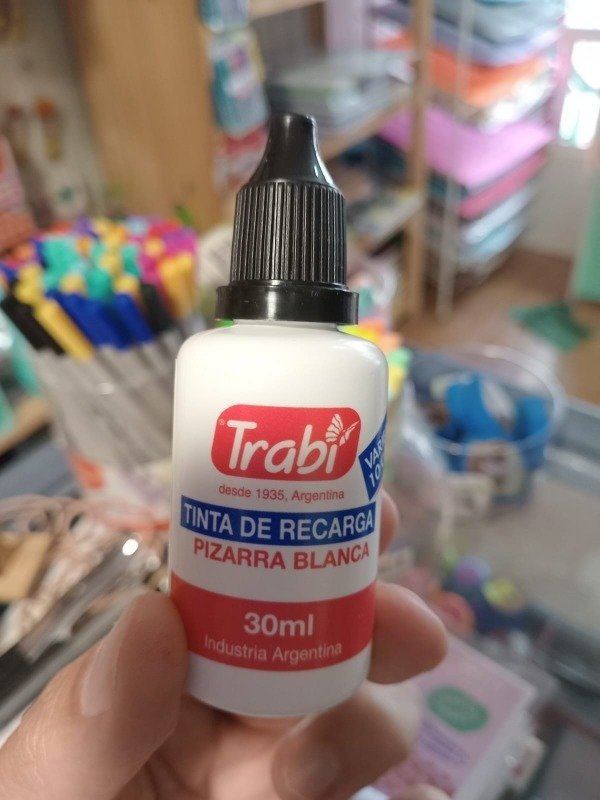 Trabi
desde 1935, Argentina
TINTA DE RECARGA
PIZARRA BLANCA
30ml
Industria Argentina